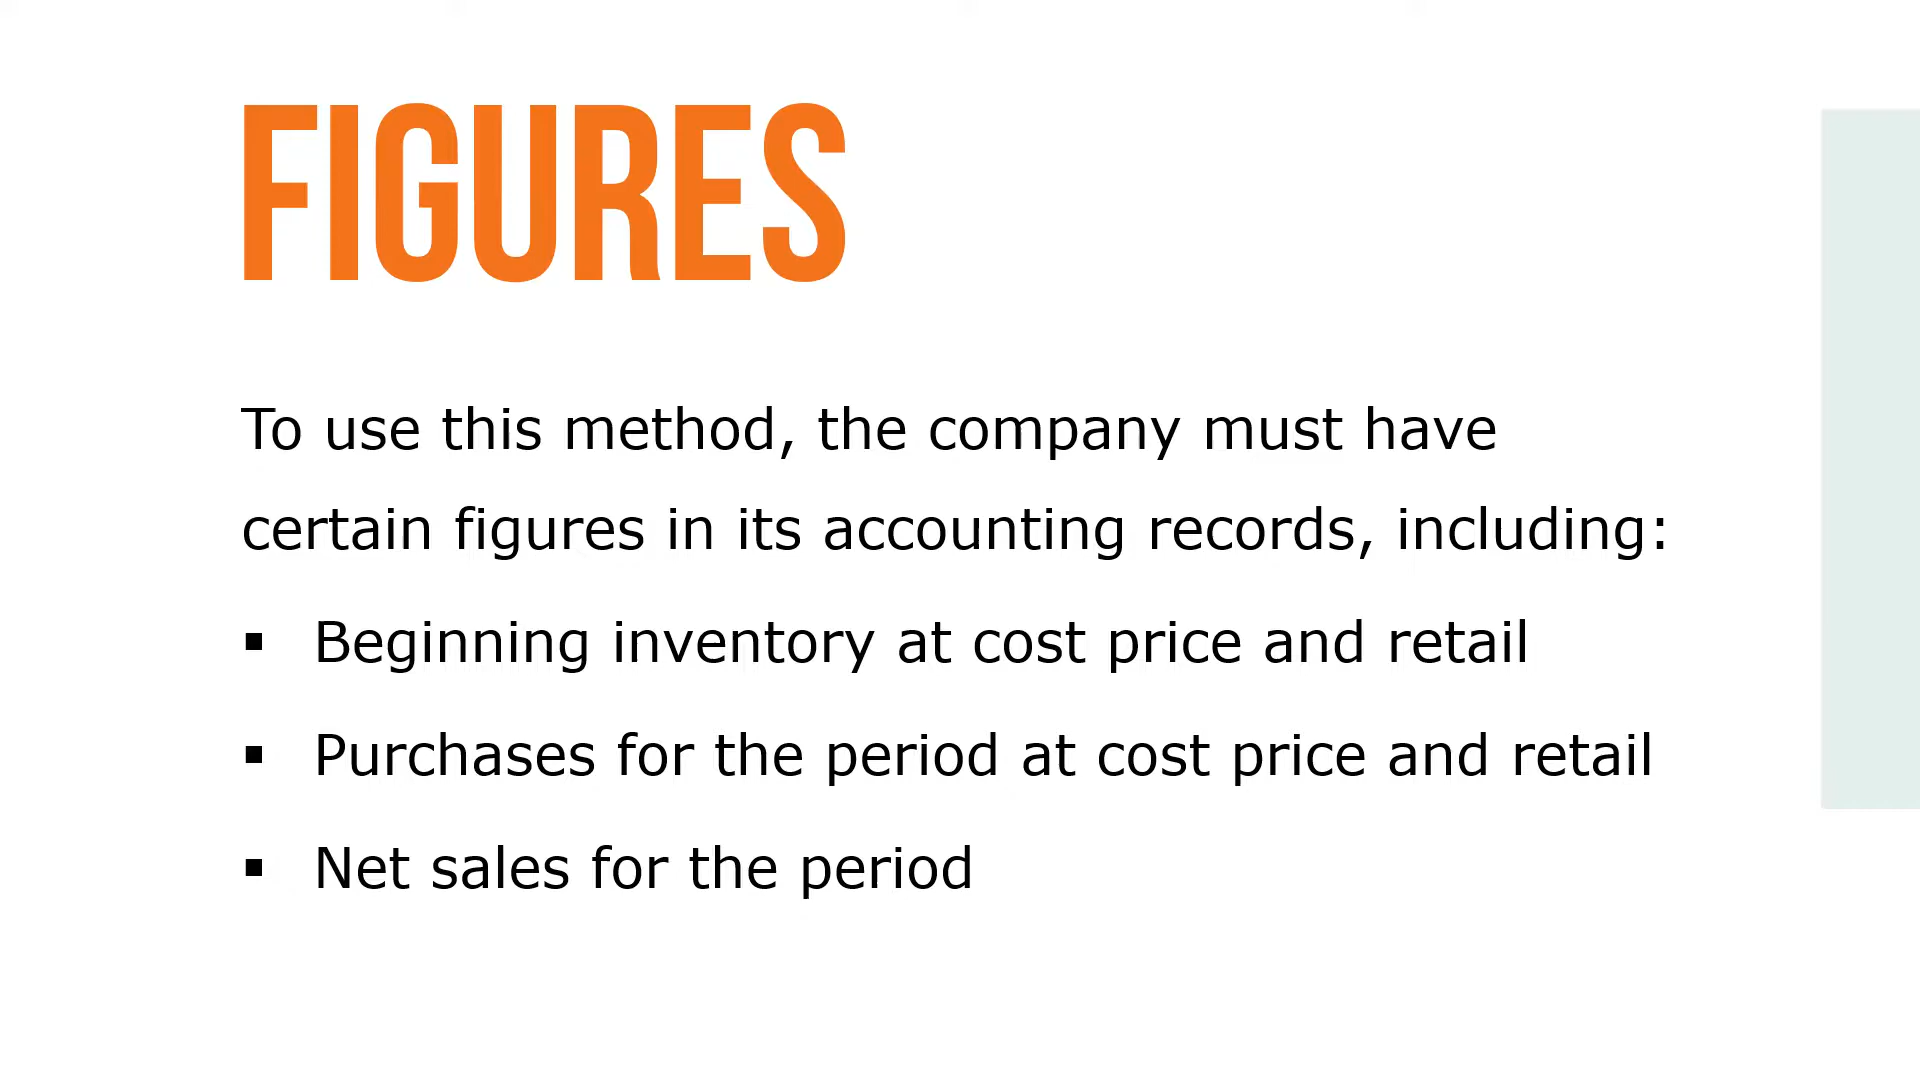 FIGURES
To use this method, the company must have
certain figures in its accounting records, including:
▪ Beginning inventory at cost price and retail
▪ Purchases for the period at cost price and retail
▪ Net sales for the period